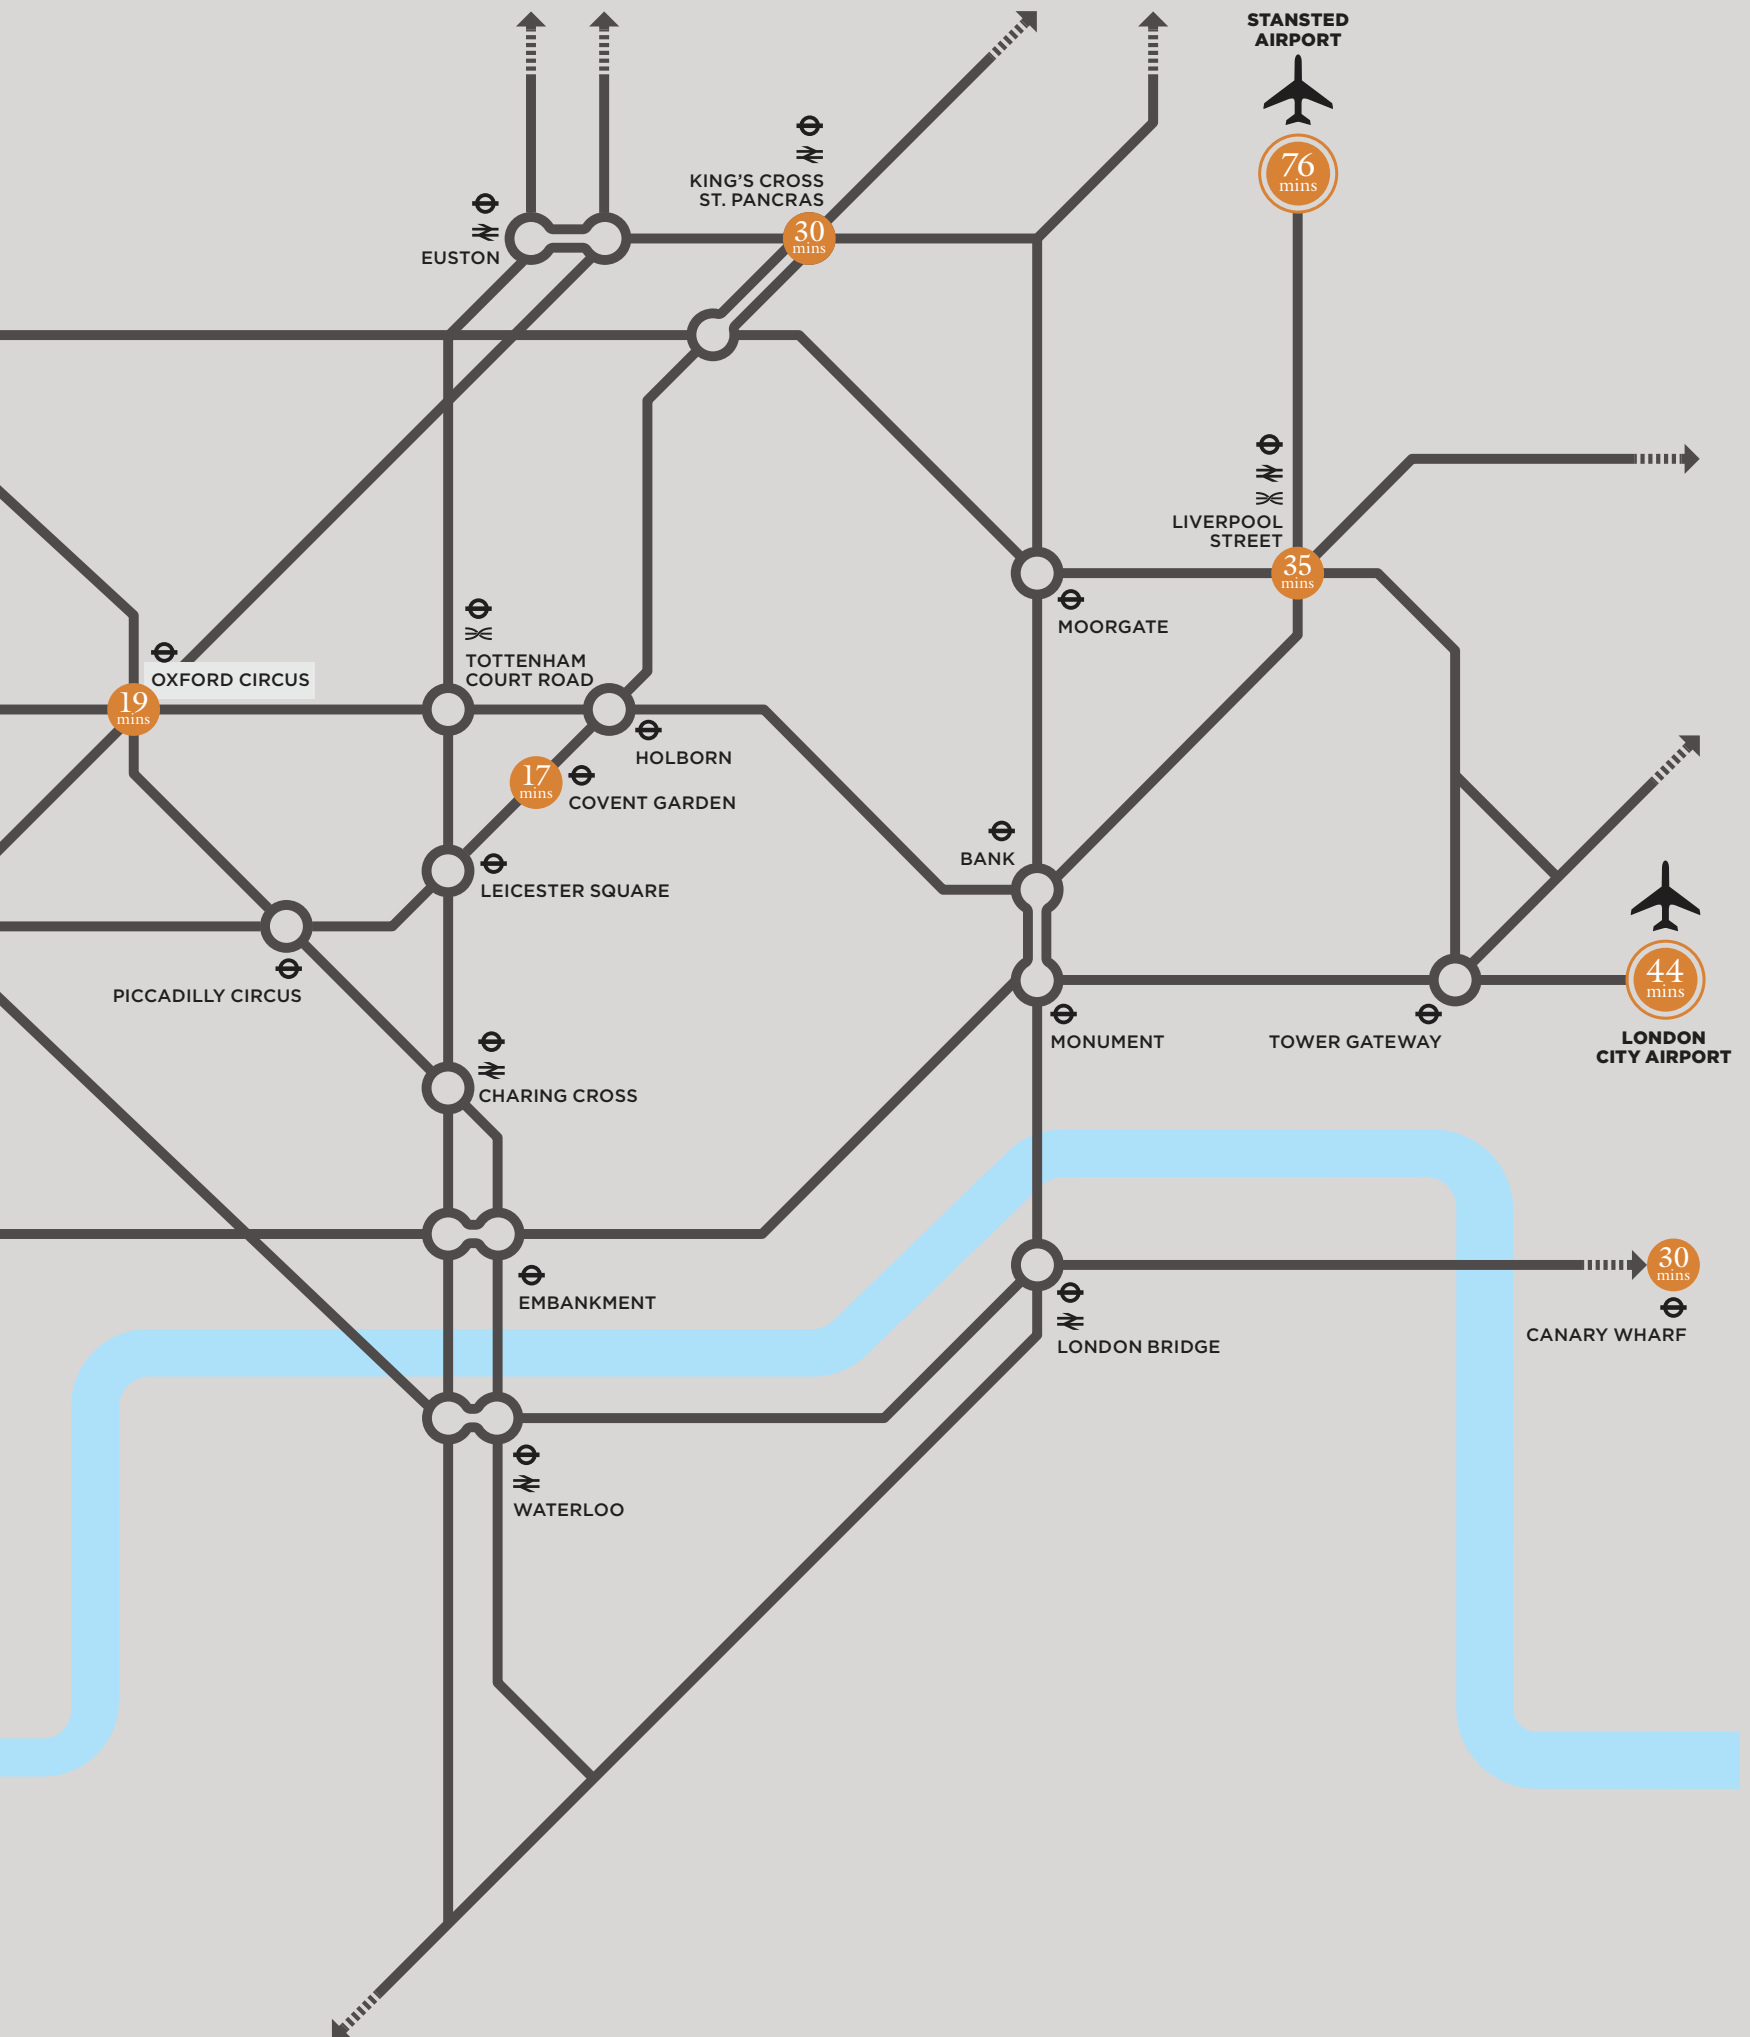 STANSTED
AIRPORT
76
mins
KING'S CROSS
ST. PANCRAS
30
mins
EUSTON
LIVERPOOL
STREET
35
mins
MOORGATE
TOTTENHAM
COURT ROAD
OXFORD CIRCUS
19
mins
HOLBORN
17
mins
COVENT GARDEN
BANK
LEICESTER SQUARE
PICCADILLY CIRCUS
44
mins
MONUMENT
TOWER GATEWAY
LONDON
CITY AIRPORT
CHARING CROSS
30
mins
EMBANKMENT
CANARY WHARF
LONDON BRIDGE
WATERLOO